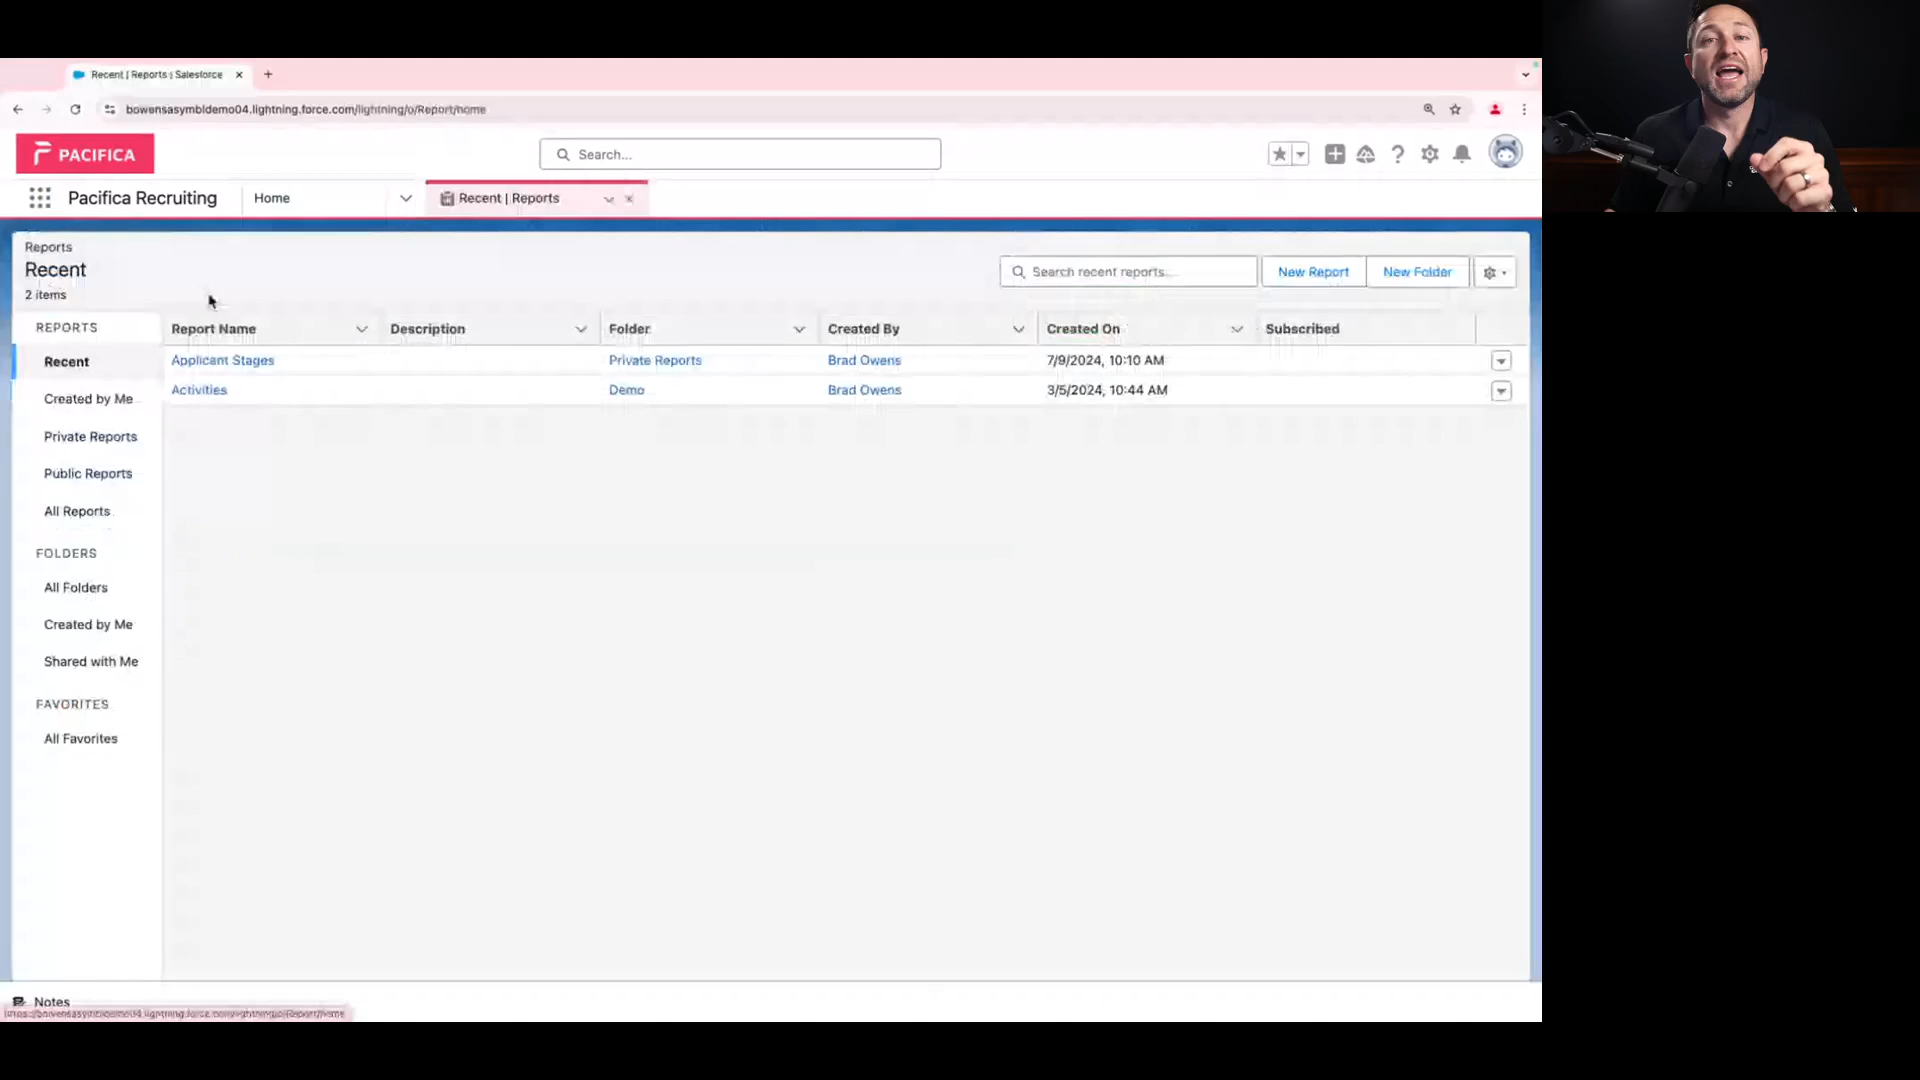 Recent | Reports | Salesforce
bowensasymbldemo04.lightning.force.com/lightning/o/Report/home
PACIFICA
Search...
Pacifica Recruiting
Home
Recent | Reports
Reports
Recent
2 items
Search recent reports...
New Report
New Folder
REPORTS
Recent
Created by Me
Private Reports
Public Reports
All Reports
FOLDERS
All Folders
Created by Me
Shared with Me
FAVORITES
All Favorites
Report Name Description Folder Created By Created On Subscribed
Applicant Stages Private Reports Brad Owens 7/9/2024, 10:10 AM
Activities Demo Brad Owens 3/5/2024, 10:44 AM
Notes
https://bowensasymbldemo04.lightning.force.com/lightning/o/Report/home